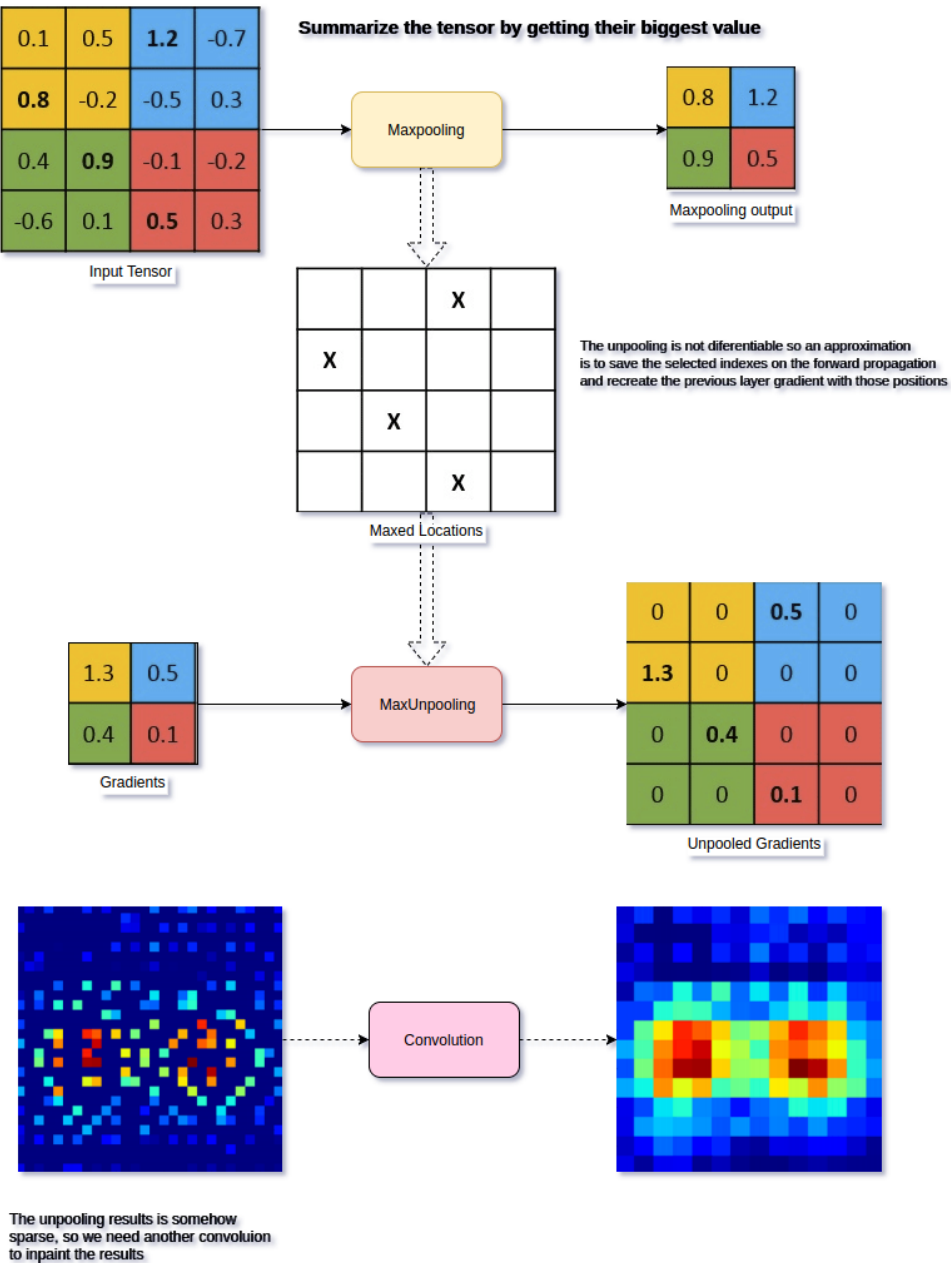 Summarize the tensor by getting their biggest value
0.1 0.5 1.2 -0.7
0.8 -0.2 -0.5 0.3
0.4 0.9 -0.1 -0.2
-0.6 0.1 0.5 0.3
Input Tensor
Maxpooling
0.8 1.2
0.9 0.5
Maxpooling output
X
X
X
X
Maxed Locations
The unpooling is not diferentiable so an approximation
is to save the selected indexes on the forward propagation
and recreate the previous layer gradient with those positions
1.3 0.5
0.4 0.1
Gradients
MaxUnpooling
0 0 0.5 0
1.3 0 0 0
0 0.4 0 0
0 0 0.1 0
Unpooled Gradients
Convolution
The unpooling results is somehow
sparse, so we need another convoluion
to inpaint the results